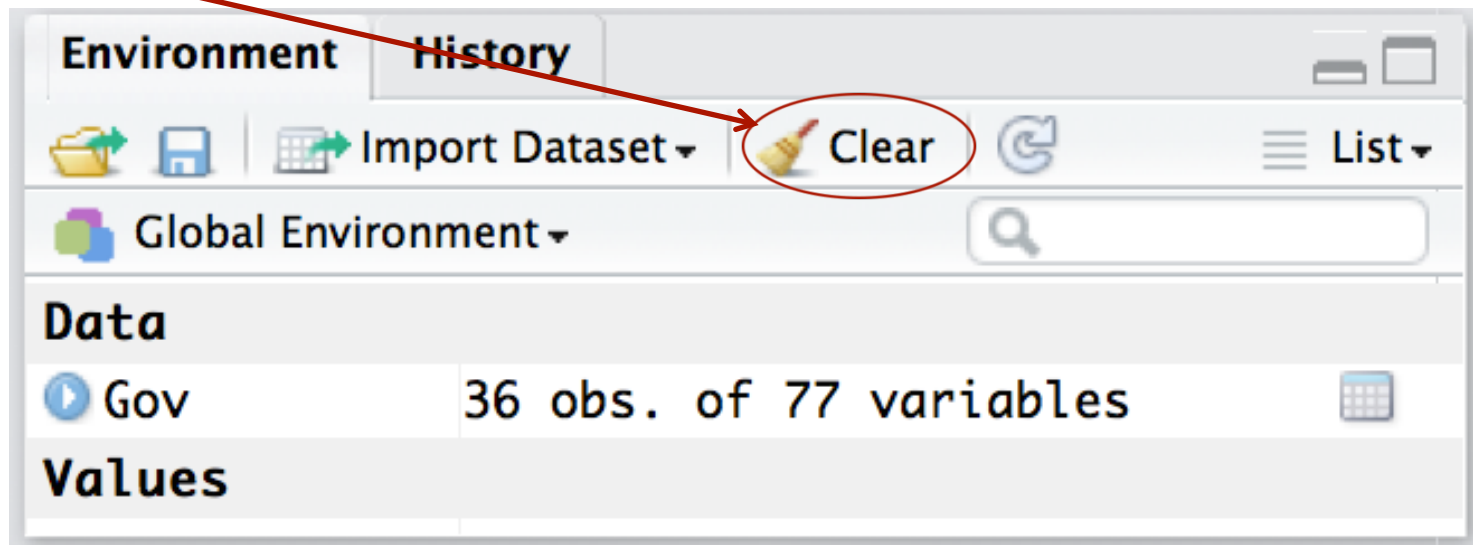 Environment History
Import Dataset Clear List
Global Environment
Data
Gov 36 obs. of 77 variables
Values